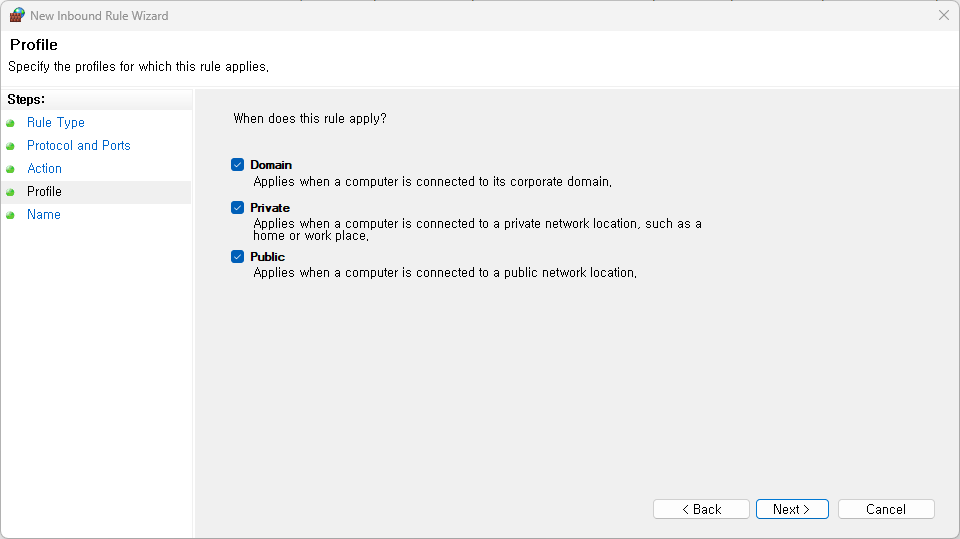 New Inbound Rule Wizard
Profile
Specify the profiles for which this rule applies.
Steps:
Rule Type
Protocol and Ports
Action
Profile
Name
When does this rule apply?
Domain
Applies when a computer is connected to its corporate domain.
Private
Applies when a computer is connected to a private network location, such as a
home or work place.
Public
Applies when a computer is connected to a public network location.
< Back
Next >
Cancel